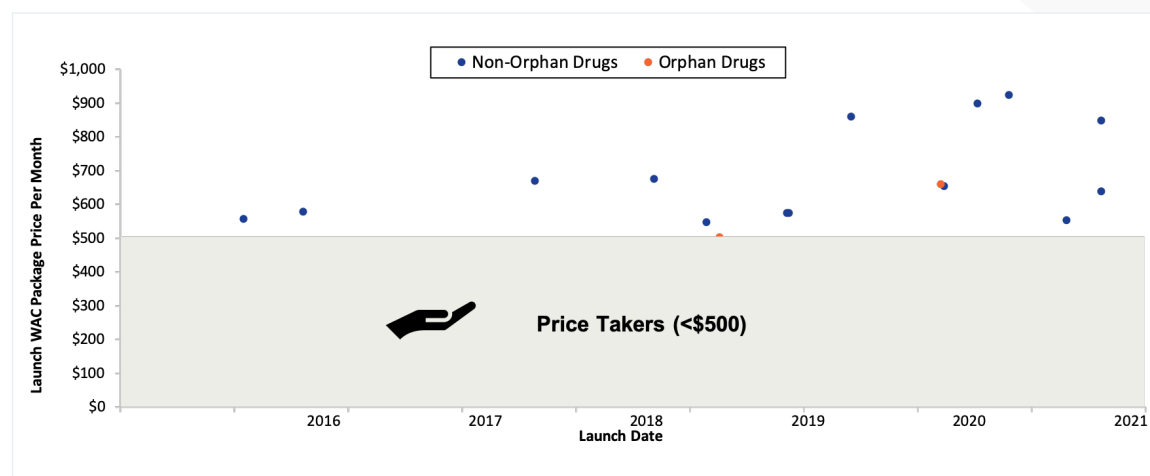 Non-Orphan Drugs Orphan Drugs
Launch WAC Package Price Per Month
$1,000
$900
$800
$700
$600
$500
$400
$300
$200
$100
$0
Price Takers (<$500)
2016 2017 2018 2019 2020 2021
Launch Date